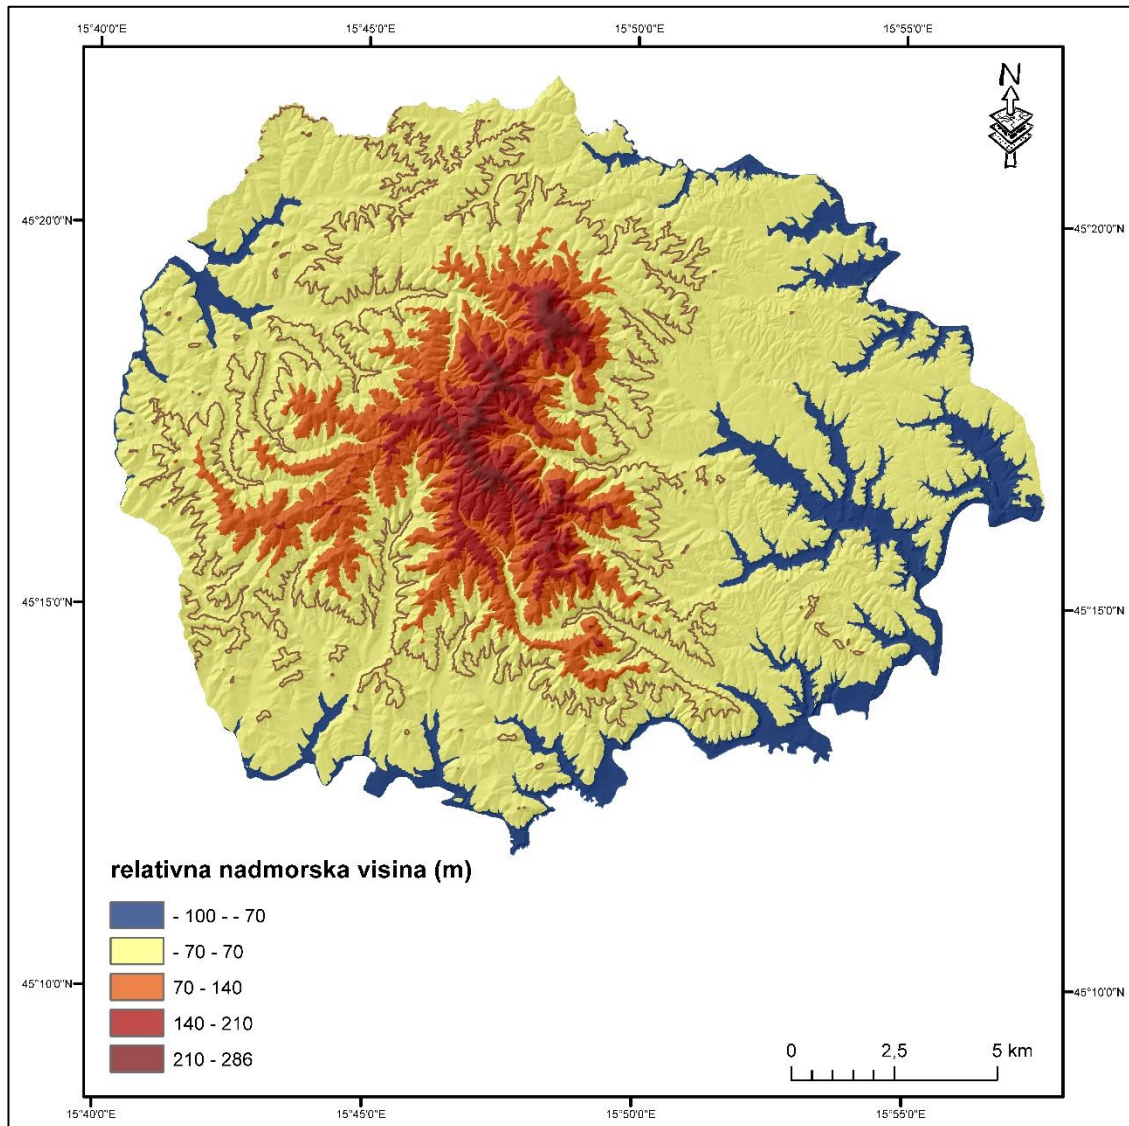 15°40'0"E 15°45'0"E 15°50'0"E 15°55'0"E
N
45°20'0"N 45°20'0"N
45°15'0"N 45°15'0"N
relativna nadmorska visina (m)
- 100 - - 70
- 70 - 70
70 - 140
140 - 210
210 - 286
45°10'0"N 45°10'0"N
0 2,5 5 km
15°40'0"E 15°45'0"E 15°50'0"E 15°55'0"E